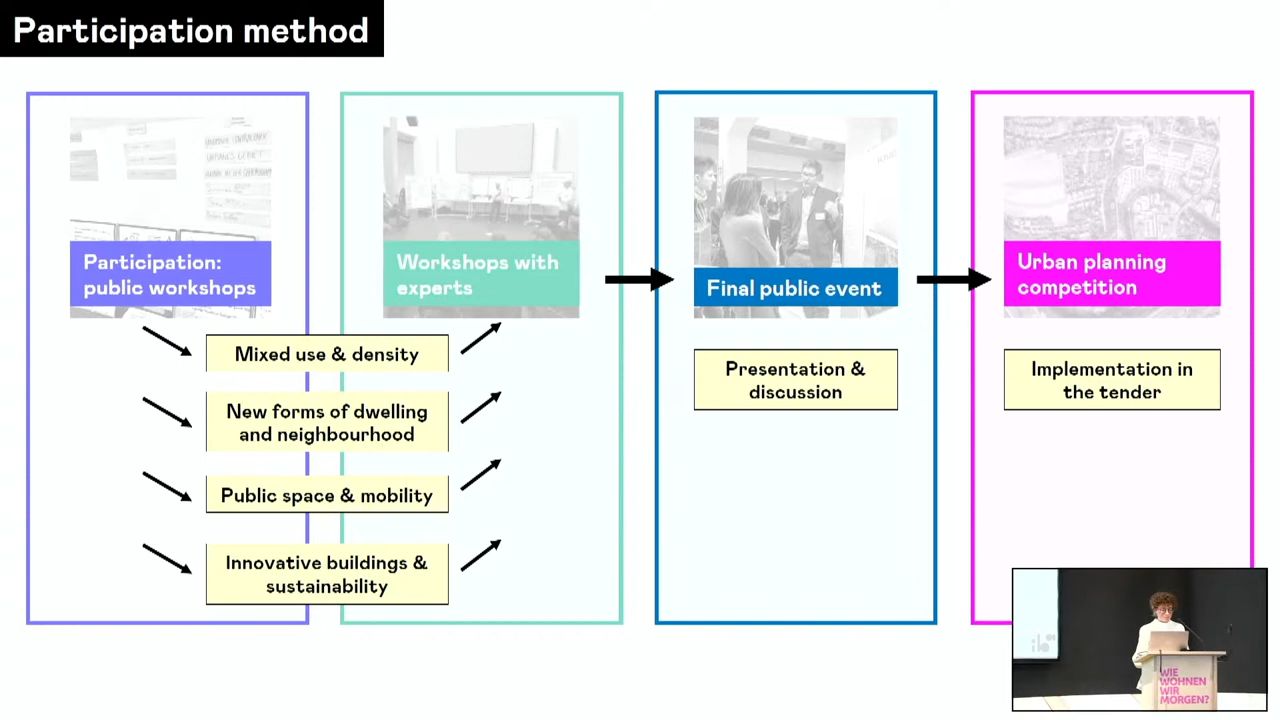 Participation method
Participation:
public workshops
Workshops with
experts
Final public event
Urban planning
competition
Mixed use & density
New forms of dwelling
and neighbourhood
Public space & mobility
Innovative buildings &
sustainability
Presentation &
discussion
Implementation in
the tender
iba
WIE
WOHNEN
WIR
MORGEN?